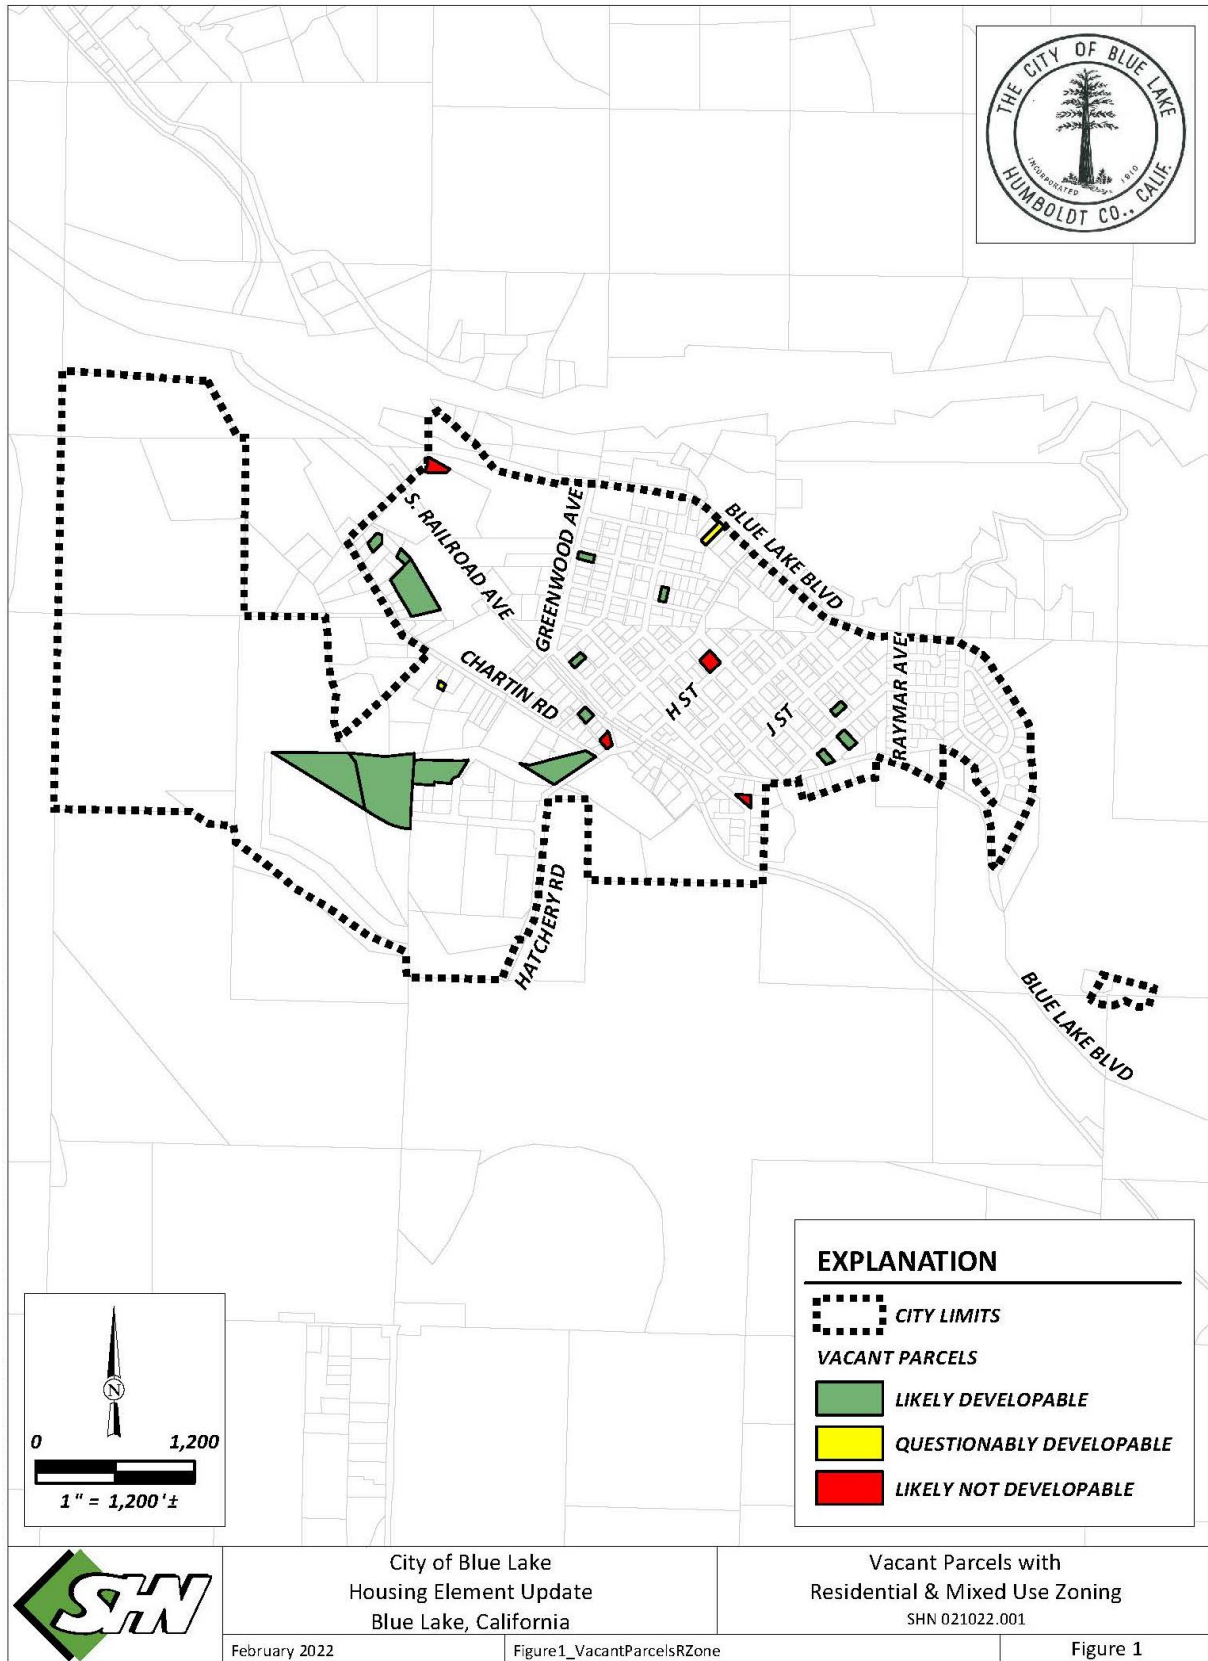 THE CITY OF BLUE LAKE
INCORPORATED 1910
HUMBOLDT CO., CALIF.
S. RAILROAD AVE
GREENWOOD AVE
BLUE LAKE BLVD
CHARTIN RD
H ST
J ST
RAYMAR AVE
HATCHERY RD
BLUE LAKE BLVD
EXPLANATION
CITY LIMITS
VACANT PARCELS
LIKELY DEVELOPABLE
QUESTIONABLY DEVELOPABLE
LIKELY NOT DEVELOPABLE
N
0 1,200
1 " = 1,200 ' ±
SHN
City of Blue Lake
Housing Element Update
Blue Lake, California
Vacant Parcels with
Residential & Mixed Use Zoning
SHN 021022.001
February 2022
Figure1_VacantParcelsRZone
Figure 1